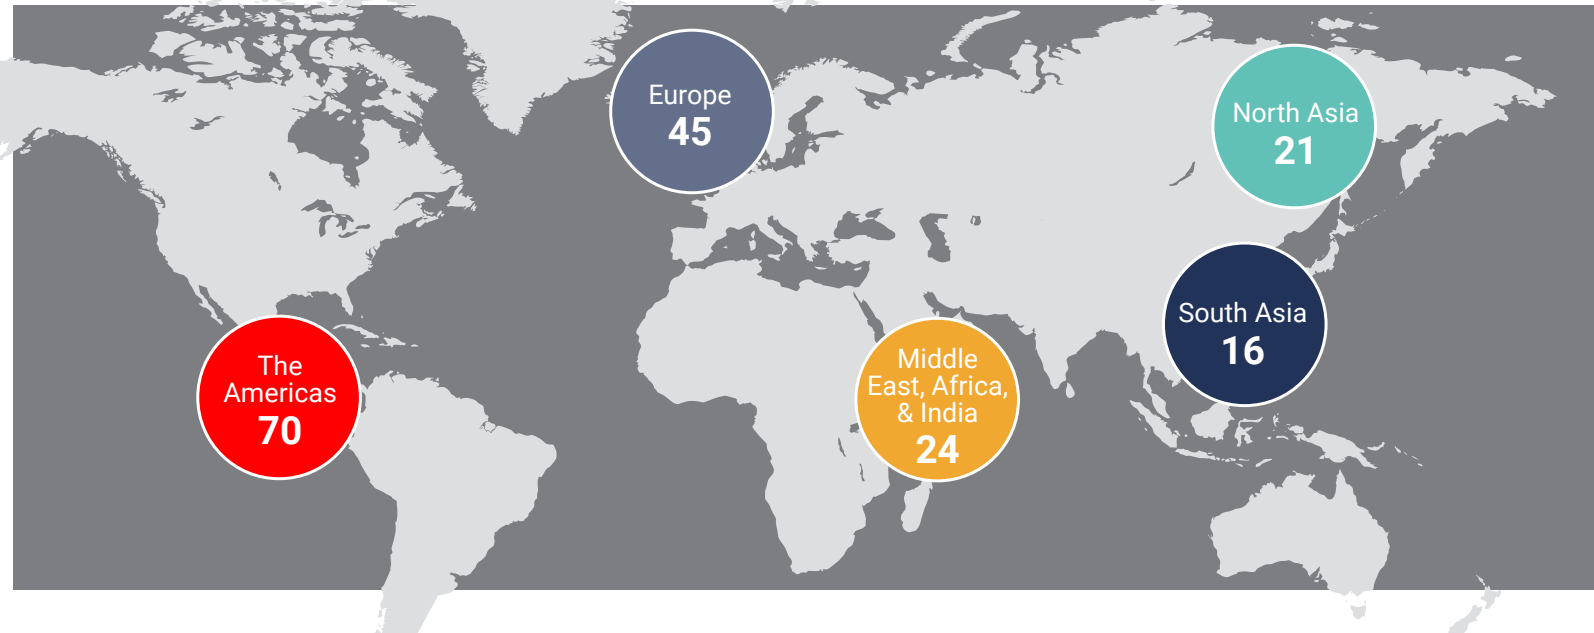 Europe
45
North Asia
21
South Asia
16
The
Americas
70
Middle
East, Africa,
& India
24